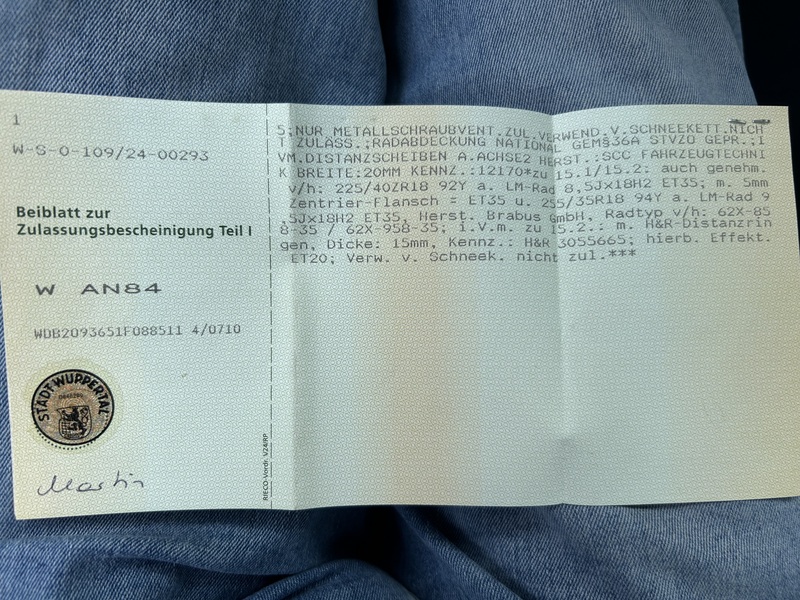 1
W-S-0-109/24-00293
Beiblatt zur
Zulassungsbescheinigung Teil I
W AN84
WDB2093651F088511 4/0710
STADT WUPPERTAL
Martin
RIECO-Vordr. V24/RP
5;NUR METALLSCHRAUBVENT.ZUL.VERWEND.V.SCHNEEKETT.NICH
T ZULÄSS.;RADABDECKUNG NATIONAL GEM§36A STVZO GEPR.;I
VM.DISTANZSCHEIBEN A.ACHSE2 HERST.:SCC FAHRZEUGTECHNI
K BREITE:20MM KENNZ.:12170*zu 15.1/15.2: auch genehm.
v/h: 225/40ZR18 92Y a. LM-Rad 8,5Jx18H2 ET35; m. 5mm
Zentrier-Flansch = ET35 u. 255/35R18 94Y a. LM-Rad 9
,5Jx18H2 ET35, Herst. Brabus GmbH, Radtyp v/h: 62X-85
8-35 / 62X-958-35; i.V.m. zu 15.2.: m. H&R-Distanzrin
gen, Dicke: 15mm, Kennz.: H&R 3055665; hierb. Effekt.
ET20; Verw. v. Schneek. nicht zul.***